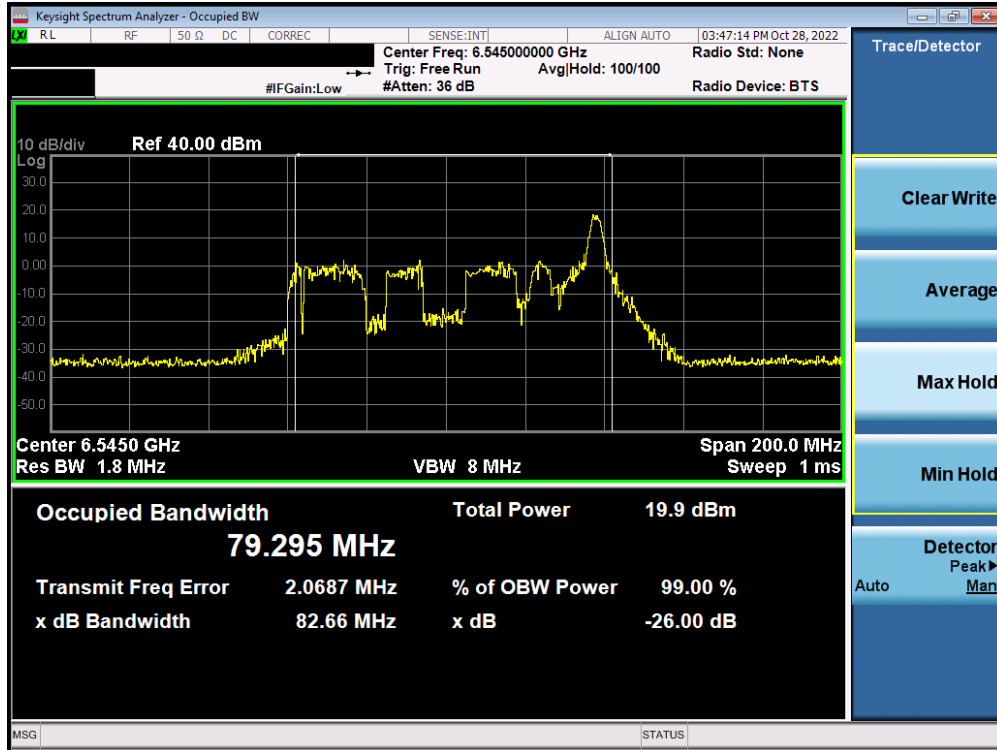 Keysight Spectrum Analyzer - Occupied BW
LXI RL RF 50 Ω DC CORREC SENSE:INT ALIGN AUTO 03:47:14 PM Oct 28, 2022
Center Freq: 6.545000000 GHz Radio Std: None
Trig: Free Run Avg|Hold: 100/100
#IFGain:Low #Atten: 36 dB Radio Device: BTS
Trace/Detector
10 dB/div Ref 40.00 dBm
Log
30.0
20.0
10.0
0.00
-10.0
-20.0
-30.0
-40.0
-50.0
Center 6.5450 GHz Span 200.0 MHz
Res BW 1.8 MHz VBW 8 MHz Sweep 1 ms
Occupied Bandwidth Total Power 19.9 dBm
79.295 MHz
Transmit Freq Error 2.0687 MHz % of OBW Power 99.00 %
x dB Bandwidth 82.66 MHz x dB -26.00 dB
Clear Write
Average
Max Hold
Min Hold
Detector
Peak▶
Auto Man
MSG STATUS